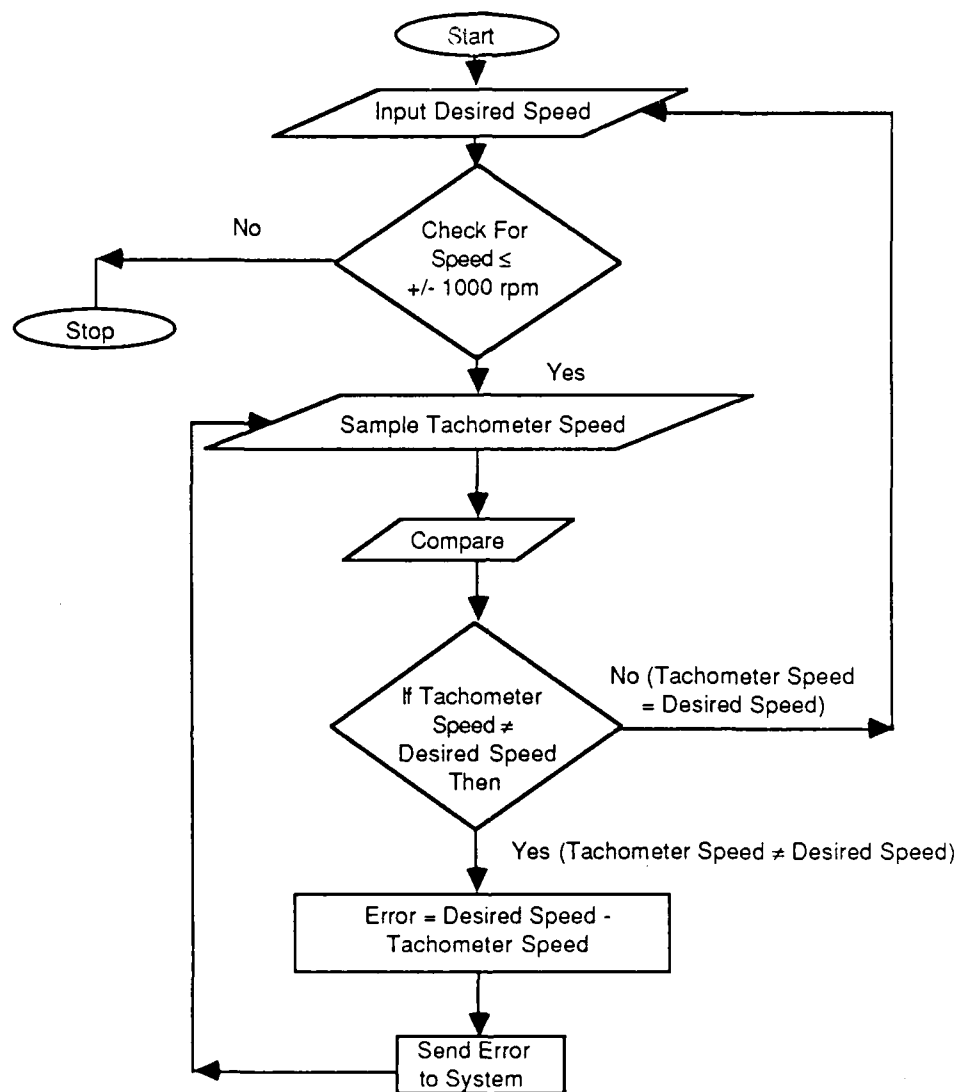 Start
Input Desired Speed
No
Check For
Speed ≤
+/- 1000 rpm
Stop
Yes
Sample Tachometer Speed
Compare
If Tachometer
Speed ≠
Desired Speed
Then
No (Tachometer Speed
= Desired Speed)
Yes (Tachometer Speed ≠ Desired Speed)
Error = Desired Speed -
Tachometer Speed
Send Error
to System